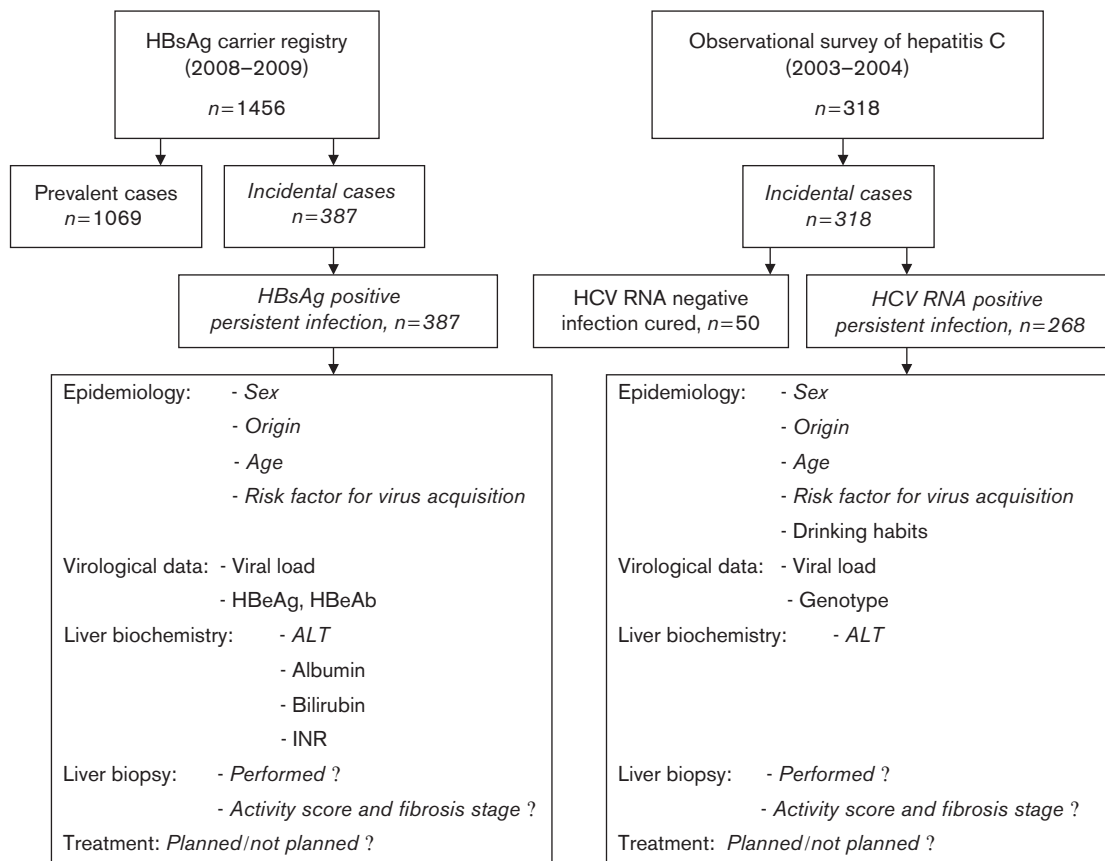 HBsAg carrier registry
(2008–2009)
n=1456
Prevalent cases
n=1069
Incidental cases
n=387
HBsAg positive
persistent infection, n=387
Epidemiology: - Sex
- Origin
- Age
- Risk factor for virus acquisition
Virological data: - Viral load
- HBeAg, HBeAb
Liver biochemistry: - ALT
- Albumin
- Bilirubin
- INR
Liver biopsy: - Performed ?
- Activity score and fibrosis stage ?
Treatment: Planned/not planned ?
Observational survey of hepatitis C
(2003–2004)
n=318
Incidental cases
n=318
HCV RNA negative
infection cured, n=50
HCV RNA positive
persistent infection, n=268
Epidemiology: - Sex
- Origin
- Age
- Risk factor for virus acquisition
- Drinking habits
Virological data: - Viral load
- Genotype
Liver biochemistry: - ALT
Liver biopsy: - Performed ?
- Activity score and fibrosis stage ?
Treatment: Planned/not planned ?